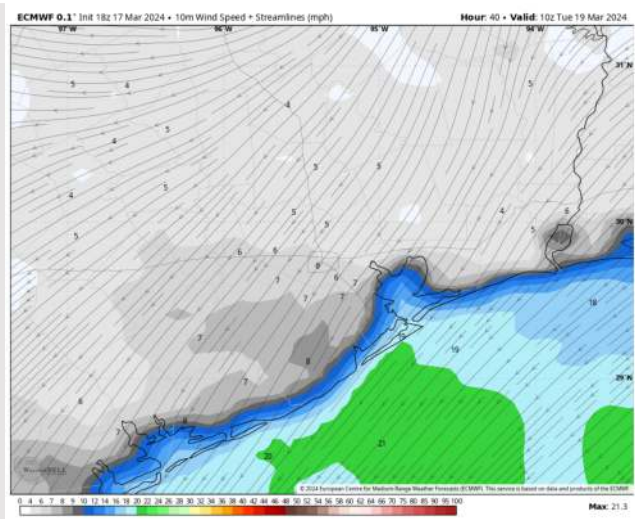 ECMWF 0.1° Init 18z 17 Mar 2024 • 10m Wind Speed + Streamlines (mph) Hour: 40 • Valid: 10z Tue 19 Mar 2024
97°W 96°W 95°W 94°W
31°N
5 4 5
4
5
4 5
5 5
5
4
5 4 6
30°N
5 5
5
6 6
6
6 7
7
7 7
18
7
19
8
29°N
7
6
21
7 8
20
WeatherBELL
© 2024 European Centre for Medium-Range Weather Forecasts (ECMWF). This service is based on data and products of the ECMWF.
0 2 4 6 8 10 12 14 16 18 20 22 24 26 28 30 32 34 36 38 40 42 44 46 48 50 52 54 56 58 60 62 64 66 68 70 75 80 85 90 95 100
Max: 21.3